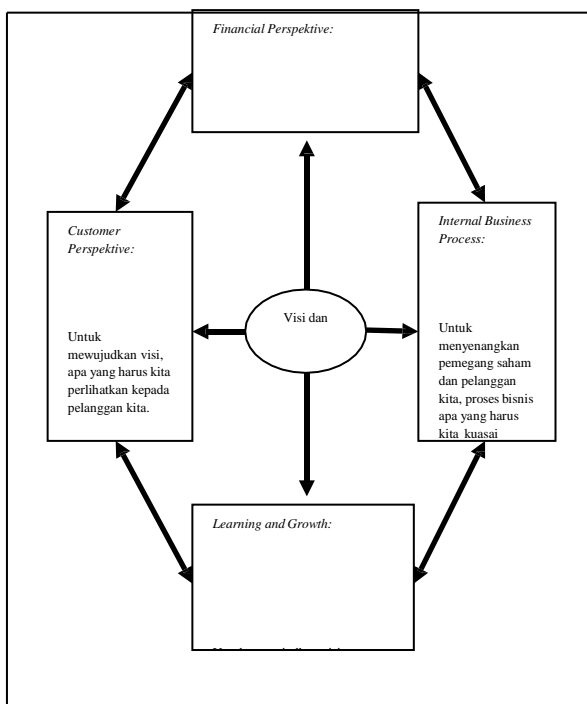 Financial Perspektive:
Customer
Perspektive:
Untuk
mewujudkan visi,
apa yang harus kita
perlihatkan kepada
pelanggan kita.
Visi dan
Internal Business
Process:
Untuk
menyenangkan
pemegang saham
dan pelanggan
kita, proses bisnis
apa yang harus
kita kuasai
Learning and Growth: